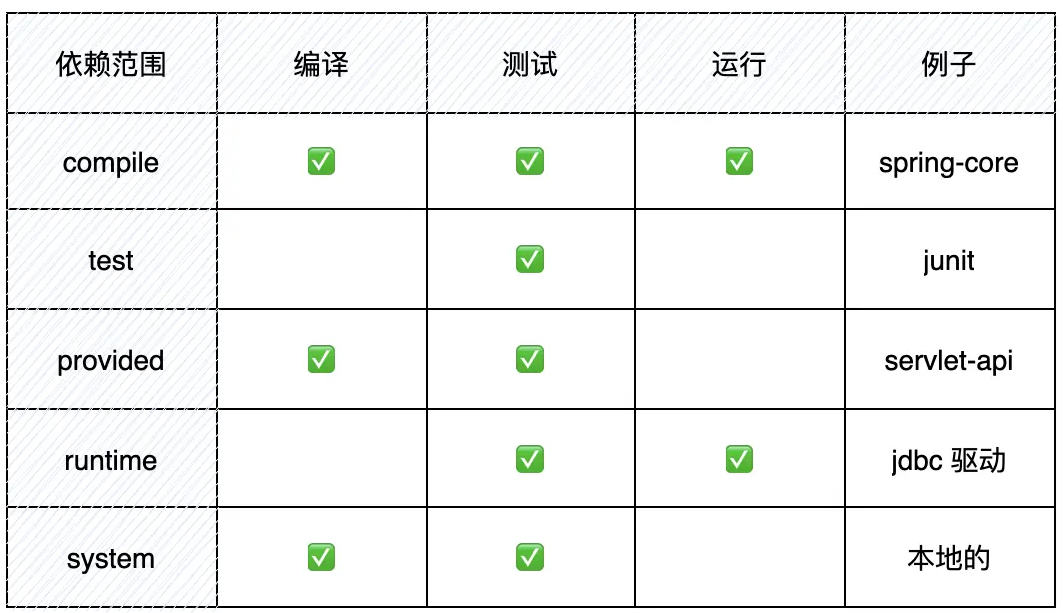 依赖范围 编译 测试 运行 例子
compile ✅ ✅ ✅ spring-core
test ✅ junit
provided ✅ ✅ servlet-api
runtime ✅ ✅ jdbc 驱动
system ✅ ✅ 本地的